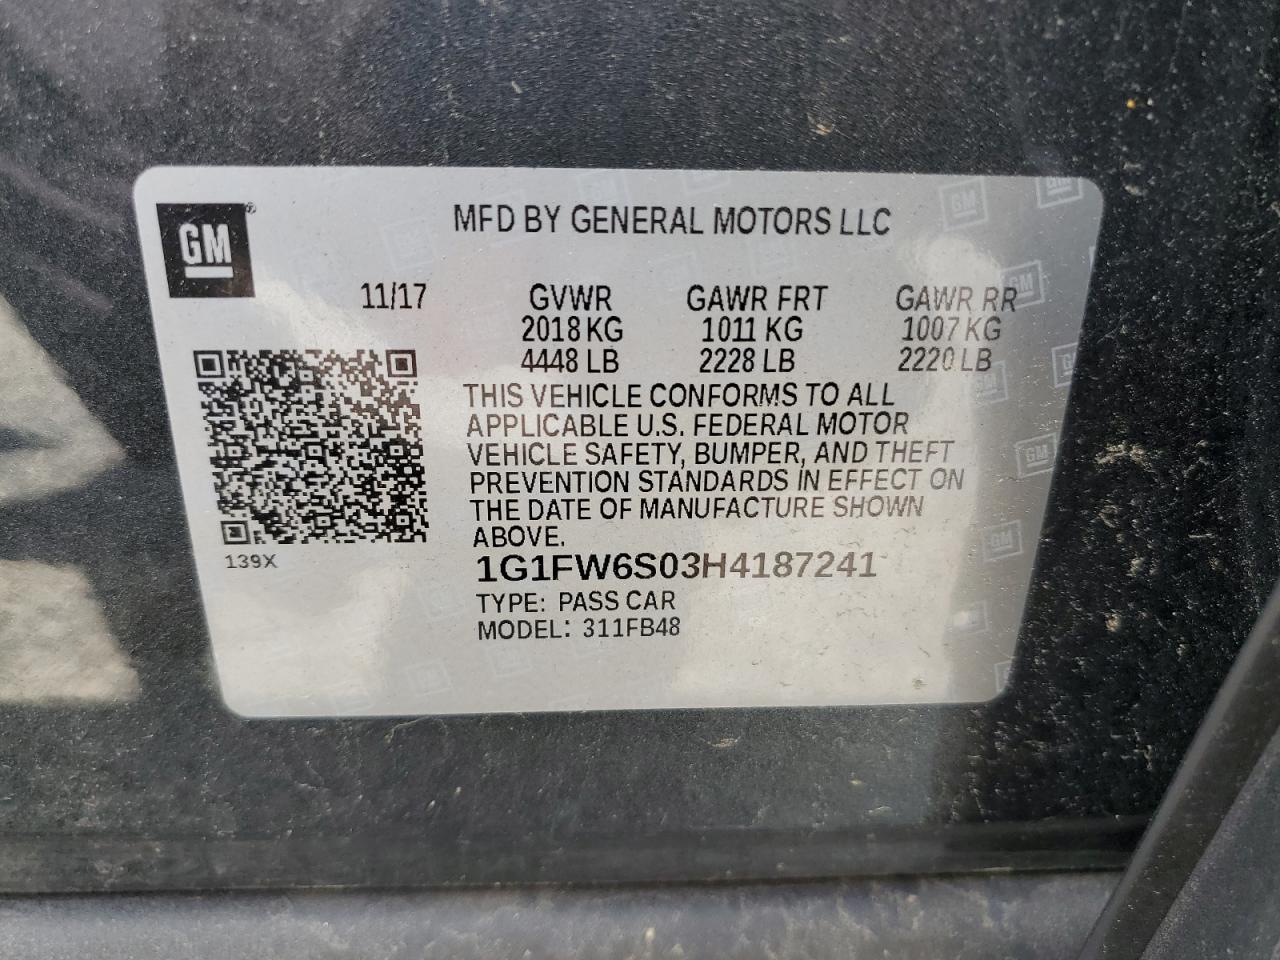 GM®
MFD BY GENERAL MOTORS LLC
11/17 GVWR GAWR FRT GAWR RR
2018 KG 1011 KG 1007 KG
4448 LB 2228 LB 2220 LB
THIS VEHICLE CONFORMS TO ALL
APPLICABLE U.S. FEDERAL MOTOR
VEHICLE SAFETY, BUMPER, AND THEFT
PREVENTION STANDARDS IN EFFECT ON
THE DATE OF MANUFACTURE SHOWN
ABOVE.
139X
1G1FW6S03H4187241
TYPE: PASS CAR
MODEL: 311FB48